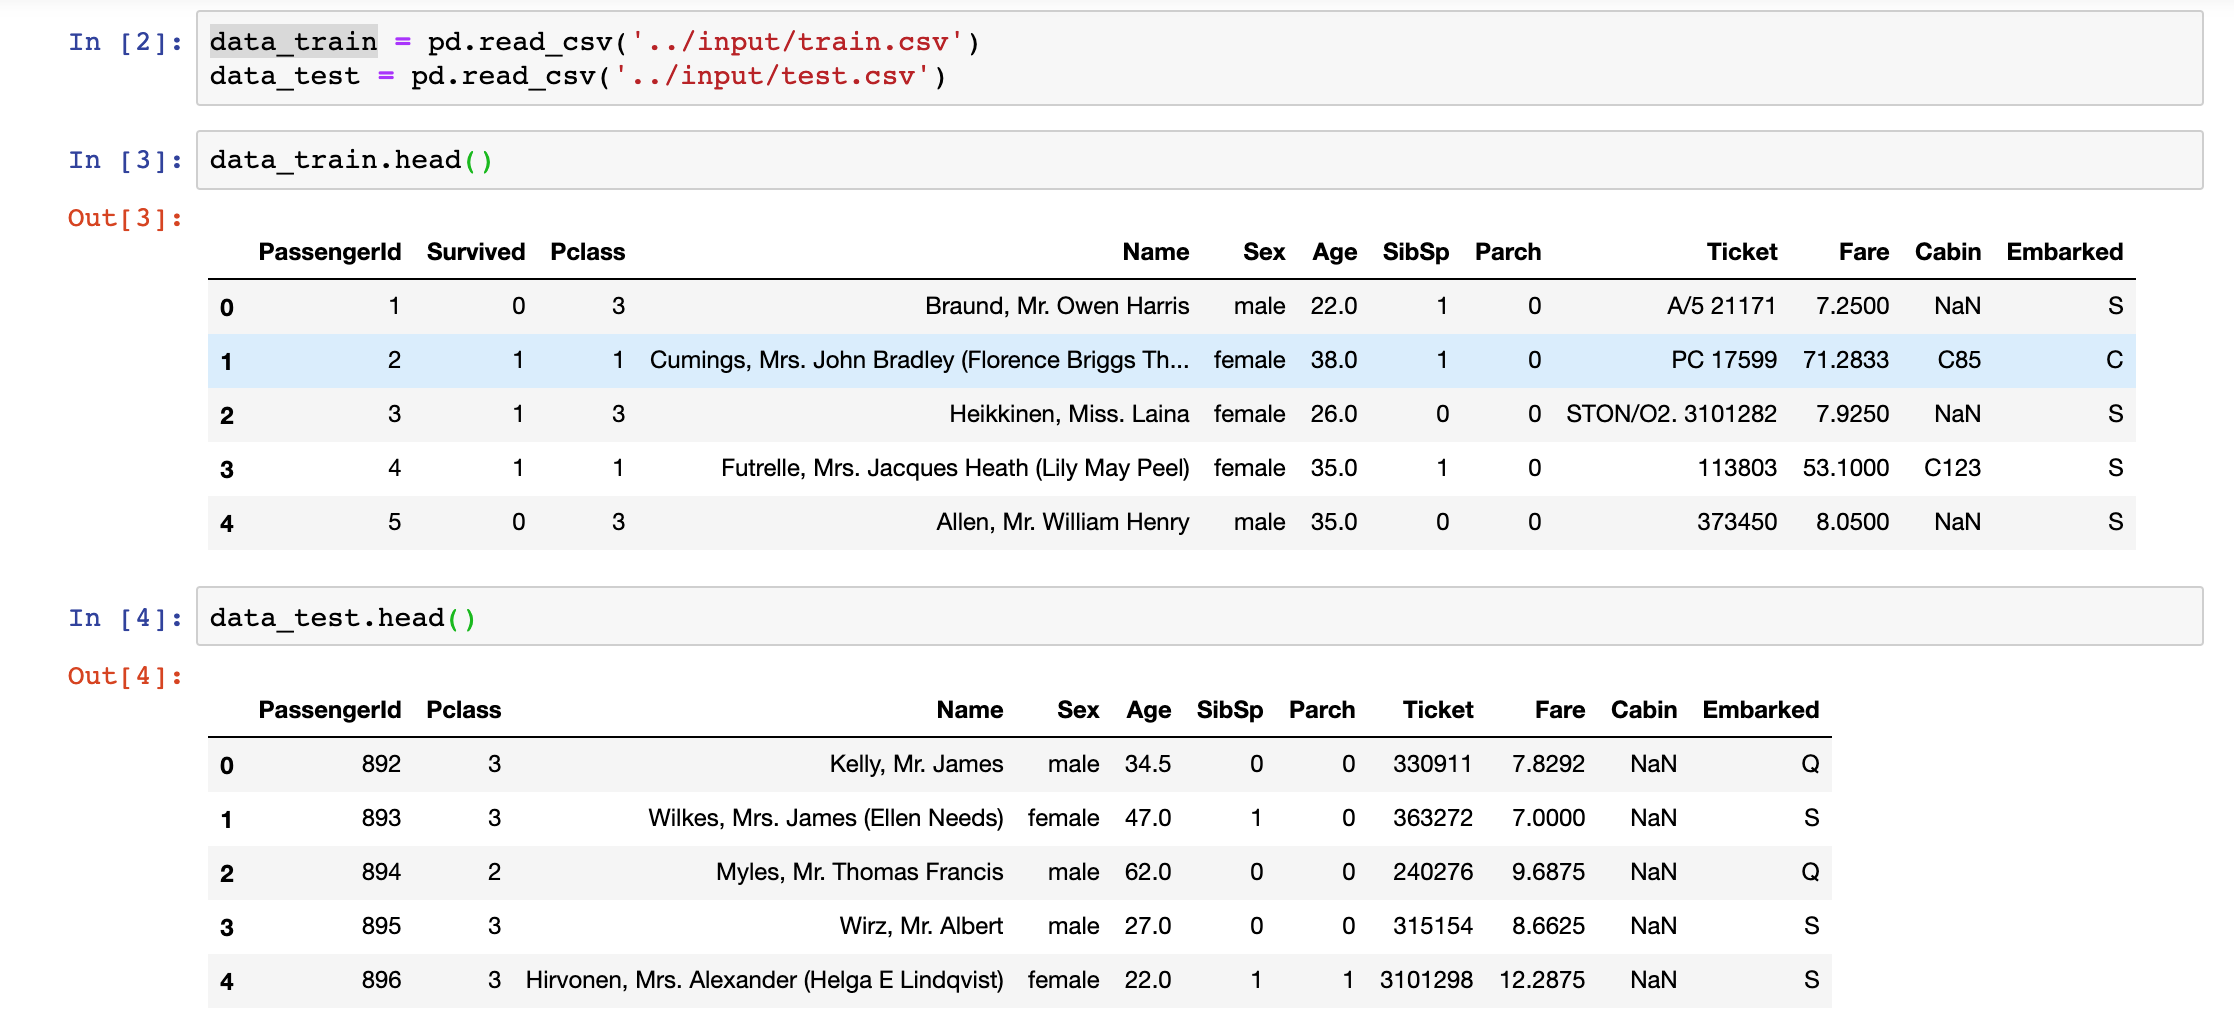 In [2]: data_train = pd.read_csv('../input/train.csv')
data_test = pd.read_csv('../input/test.csv')
In [3]: data_train.head()
Out[3]:
PassengerId Survived Pclass Name Sex Age SibSp Parch Ticket Fare Cabin Embarked
0 1 0 3 Braund, Mr. Owen Harris male 22.0 1 0 A/5 21171 7.2500 NaN S
1 2 1 1 Cumings, Mrs. John Bradley (Florence Briggs Th... female 38.0 1 0 PC 17599 71.2833 C85 C
2 3 1 3 Heikkinen, Miss. Laina female 26.0 0 0 STON/O2. 3101282 7.9250 NaN S
3 4 1 1 Futrelle, Mrs. Jacques Heath (Lily May Peel) female 35.0 1 0 113803 53.1000 C123 S
4 5 0 3 Allen, Mr. William Henry male 35.0 0 0 373450 8.0500 NaN S
In [4]: data_test.head()
Out[4]:
PassengerId Pclass Name Sex Age SibSp Parch Ticket Fare Cabin Embarked
0 892 3 Kelly, Mr. James male 34.5 0 0 330911 7.8292 NaN Q
1 893 3 Wilkes, Mrs. James (Ellen Needs) female 47.0 1 0 363272 7.0000 NaN S
2 894 2 Myles, Mr. Thomas Francis male 62.0 0 0 240276 9.6875 NaN Q
3 895 3 Wirz, Mr. Albert male 27.0 0 0 315154 8.6625 NaN S
4 896 3 Hirvonen, Mrs. Alexander (Helga E Lindqvist) female 22.0 1 1 3101298 12.2875 NaN S